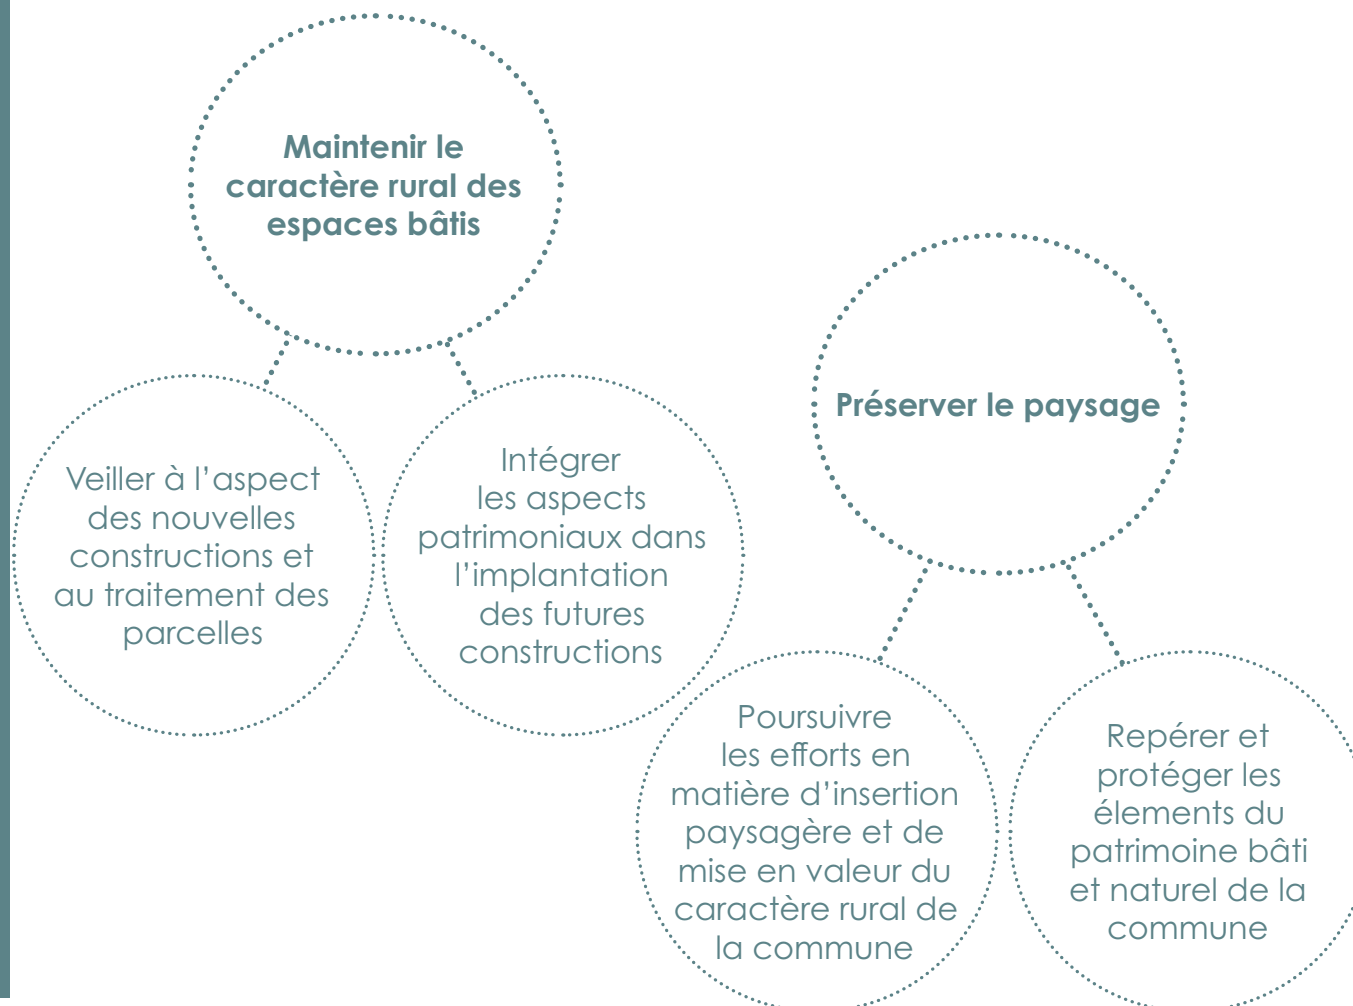 Maintenir le
caractère rural des
espaces bâtis
Veiller à l’aspect
des nouvelles
constructions et
au traitement des
parcelles
Intégrer
les aspects
patrimoniaux dans
l’implantation
des futures
constructions
Préserver le paysage
Poursuivre
les efforts en
matière d’insertion
paysagère et de
mise en valeur du
caractère rural de
la commune
Repérer et
protéger les
élements du
patrimoine bâti
et naturel de la
commune